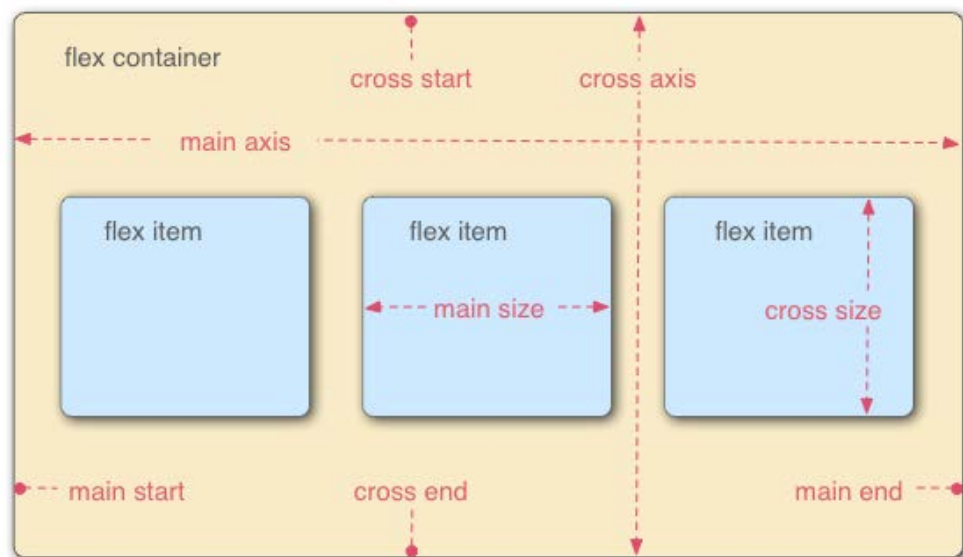 flex container
cross start
cross axis
main axis
flex item
flex item
flex item
main size
cross size
main start
cross end
main end